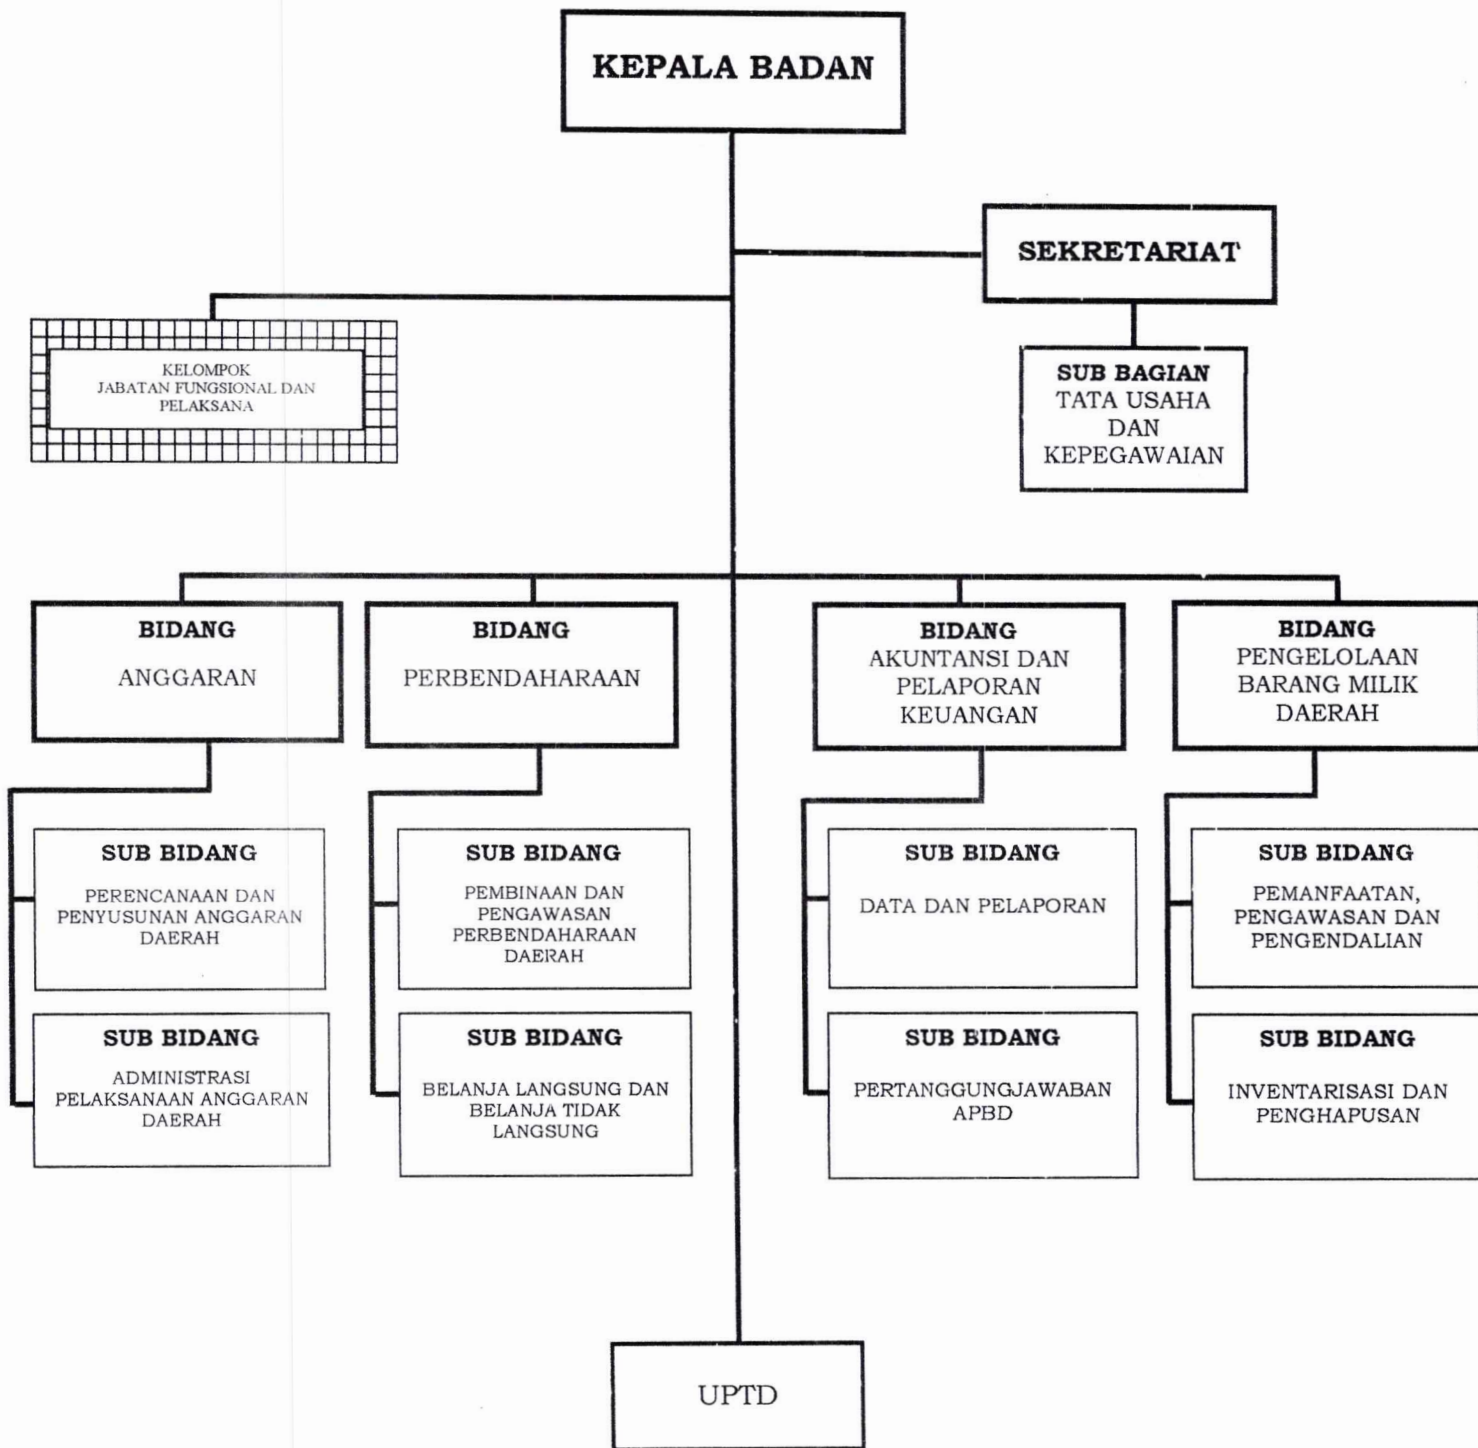 KEPALA BADAN
SEKRETARIAT
KELOMPOK
JABATAN FUNGSIONAL DAN
PELAKSANA
SUB BAGIAN
TATA USAHA
DAN
KEPEGAWAIAN
BIDANG
ANGGARAN
BIDANG
PERBENDAHARAAN
BIDANG
AKUNTANSI DAN
PELAPORAN
KEUANGAN
BIDANG
PENGELOLAAN
BARANG MILIK
DAERAH
SUB BIDANG
PERENCANAAN DAN
PENYUSUNAN ANGGARAN
DAERAH
SUB BIDANG
PEMBINAAN DAN
PENGAWASAN
PERBENDAHARAAN
DAERAH
SUB BIDANG
DATA DAN PELAPORAN
SUB BIDANG
PEMANFAATAN,
PENGAWASAN DAN
PENGENDALIAN
SUB BIDANG
ADMINISTRASI
PELAKSANAAN ANGGARAN
DAERAH
SUB BIDANG
BELANJA LANGSUNG DAN
BELANJA TIDAK
LANGSUNG
SUB BIDANG
PERTANGGUNGJAWABAN
APBD
SUB BIDANG
INVENTARISASI DAN
PENGHAPUSAN
UPTD